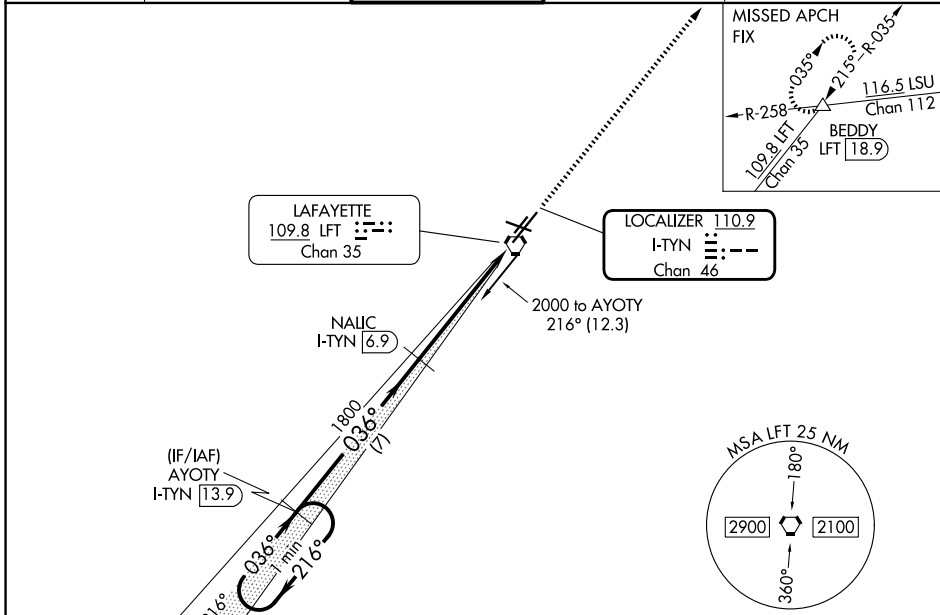 MISSED APCH
FIX
035°
215°
R-035
R-258
116.5 LSU
Chan 112
109.8 LFT
Chan 35
BEDDY
LFT 18.9
LAFAYETTE
109.8 LFT
Chan 35
LOCALIZER 110.9
I-TYN
Chan 46
2000 to AYOTY
216° (12.3)
NALIC
I-TYN 6.9
1800
036°
(7)
(IF/IAF)
AYOTY
I-TYN 13.9
036°
1 min
216°
216°
MSA LFT 25 NM
180°
2900
2100
360°